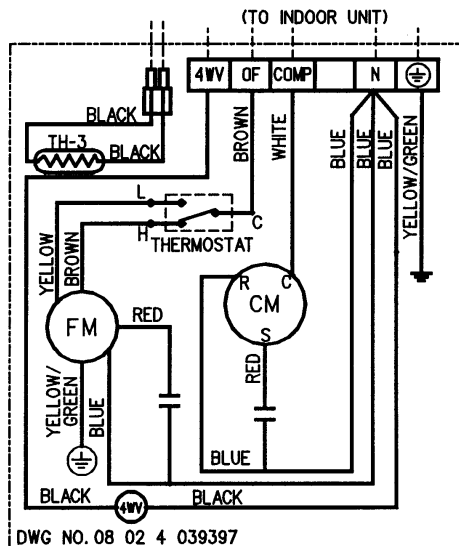 (TO INDOOR UNIT)
4WV OF COMP N
BLACK
TH-3
BLACK
BROWN
WHITE
BLUE
BLUE
BLUE
YELLOW/GREEN
L
H
C
THERMOSTAT
YELLOW
BROWN
R C
CM
S
FM
RED
RED
YELLOW/
GREEN
BLUE
BLUE
BLACK
4WV
BLACK
DWG NO. 08 02 4 039397